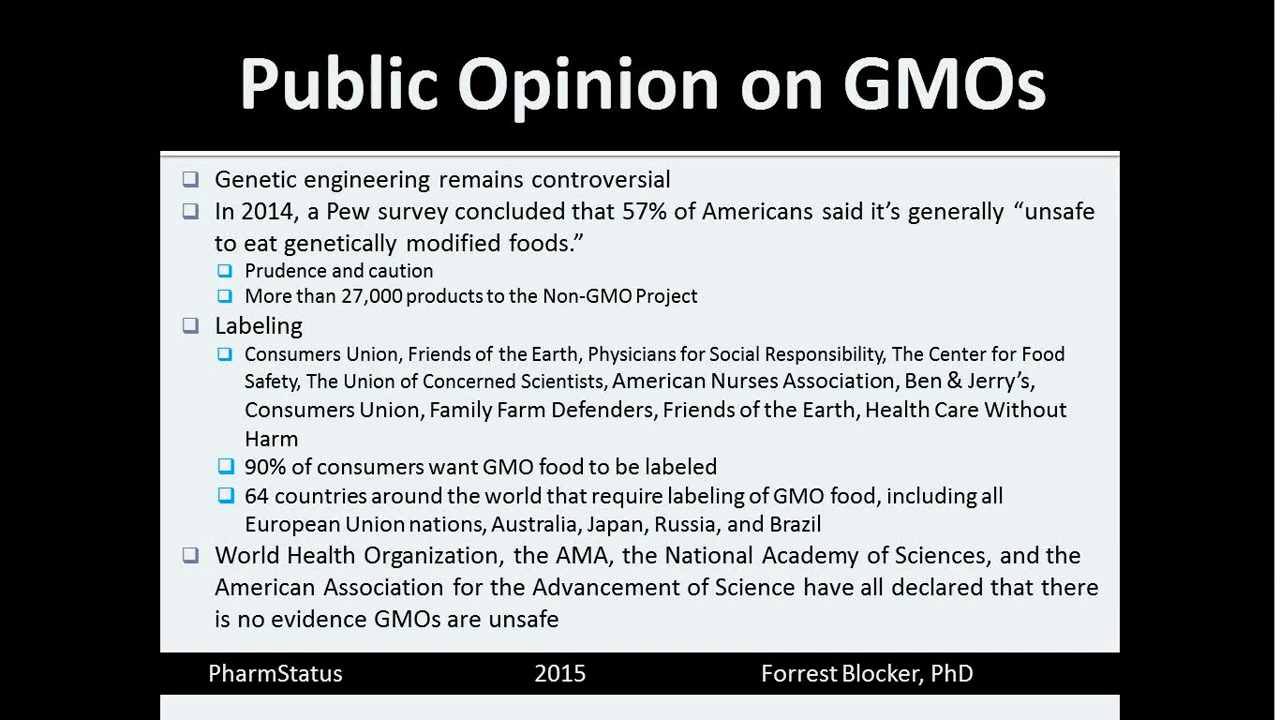 Public Opinion on GMOs
❑ Genetic engineering remains controversial
❑ In 2014, a Pew survey concluded that 57% of Americans said it's generally "unsafe
to eat genetically modified foods."
❑ Prudence and caution
❑ More than 27,000 products to the Non-GMO Project
❑ Labeling
❑ Consumers Union, Friends of the Earth, Physicians for Social Responsibility, The Center for Food
Safety, The Union of Concerned Scientists, American Nurses Association, Ben & Jerry's,
Consumers Union, Family Farm Defenders, Friends of the Earth, Health Care Without
Harm
❑ 90% of consumers want GMO food to be labeled
❑ 64 countries around the world that require labeling of GMO food, including all
European Union nations, Australia, Japan, Russia, and Brazil
❑ World Health Organization, the AMA, the National Academy of Sciences, and the
American Association for the Advancement of Science have all declared that there
is no evidence GMOs are unsafe
PharmStatus 2015 Forrest Blocker, PhD